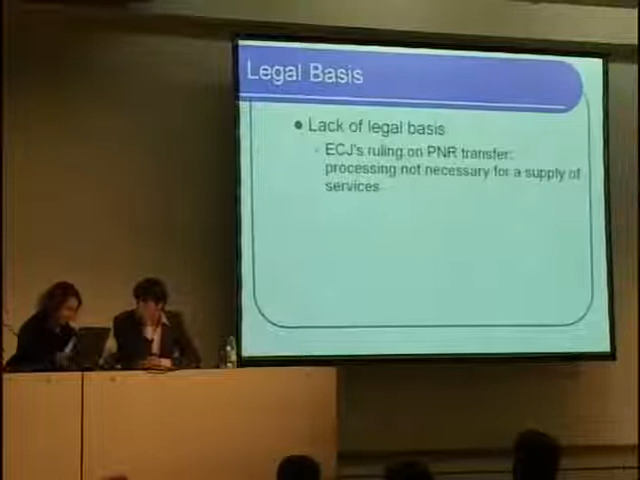 Legal Basis
Lack of legal basis
ECJ's ruling on PNR transfer:
processing not necessary for a supply of
services